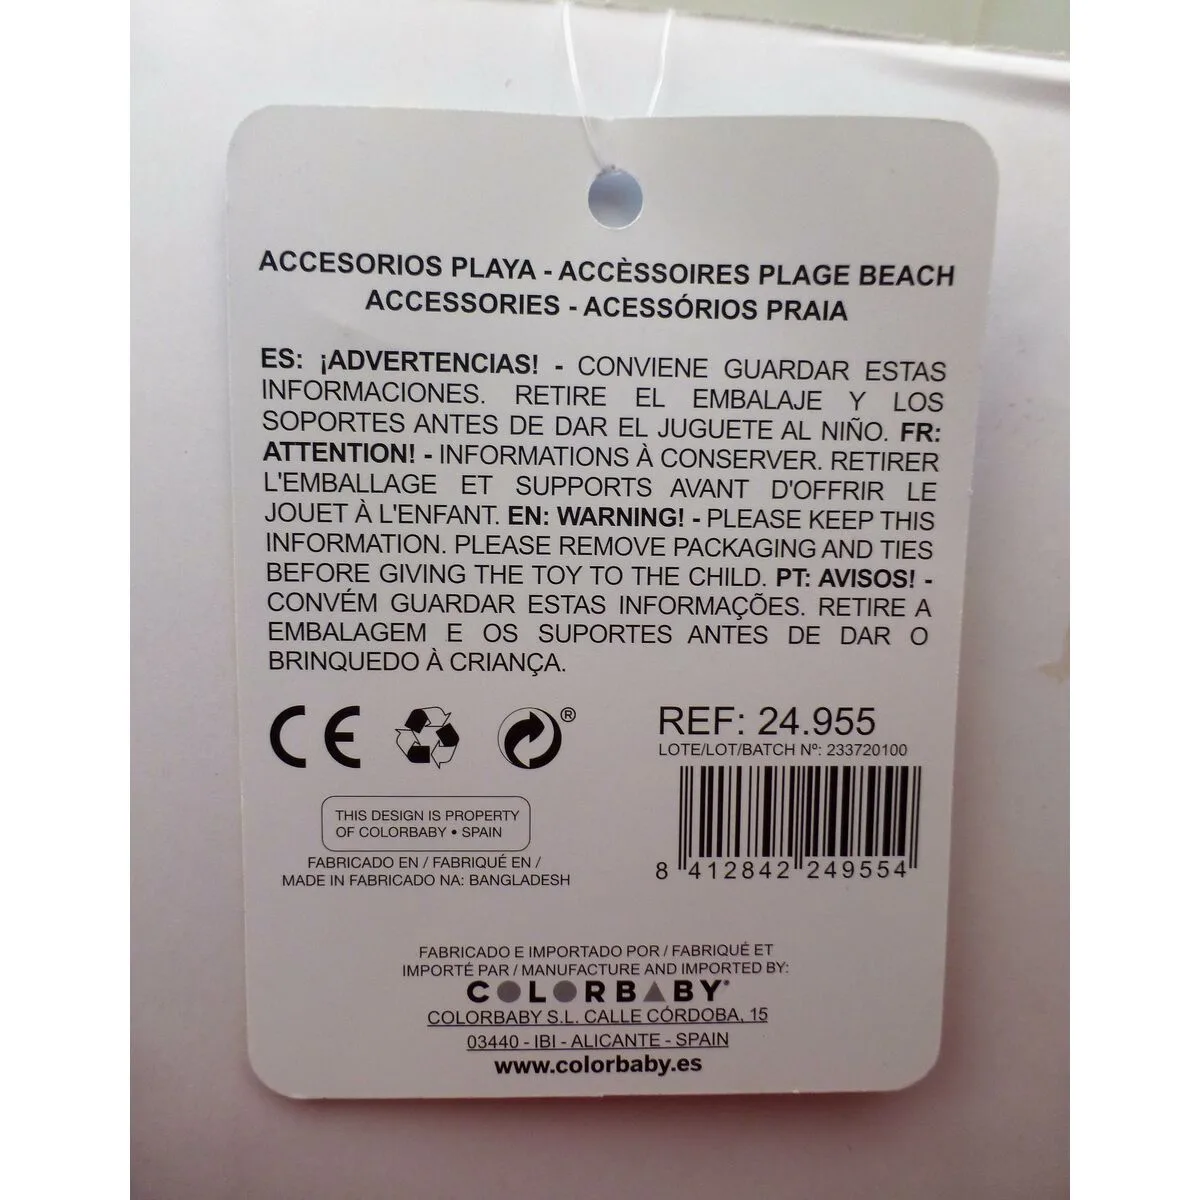 ACCESORIOS PLAYA - ACCÈSSOIRES PLAGE BEACH
ACCESSORIES - ACESSÓRIOS PRAIA
ES: ¡ADVERTENCIAS! - CONVIENE GUARDAR ESTAS
INFORMACIONES. RETIRE EL EMBALAJE Y LOS
SOPORTES ANTES DE DAR EL JUGUETE AL NIÑO. FR:
ATTENTION! - INFORMATIONS À CONSERVER. RETIRER
L'EMBALLAGE ET SUPPORTS AVANT D'OFFRIR LE
JOUET À L'ENFANT. EN: WARNING! - PLEASE KEEP THIS
INFORMATION. PLEASE REMOVE PACKAGING AND TIES
BEFORE GIVING THE TOY TO THE CHILD. PT: AVISOS! -
CONVÉM GUARDAR ESTAS INFORMAÇÕES. RETIRE A
EMBALAGEM E OS SUPORTES ANTES DE DAR O
BRINQUEDO À CRIANÇA.
CE ®
REF: 24.955
LOTE/LOT/BATCH Nº: 233720100
8 412842 249554
THIS DESIGN IS PROPERTY
OF COLORBABY • SPAIN
FABRICADO EN / FABRIQUÉ EN /
MADE IN FABRICADO NA: BANGLADESH
FABRICADO E IMPORTADO POR / FABRIQUÉ ET
IMPORTÉ PAR / MANUFACTURE AND IMPORTED BY:
COLORBABY®
COLORBABY S.L. CALLE CÓRDOBA, 15
03440 - IBI - ALICANTE - SPAIN
www.colorbaby.es